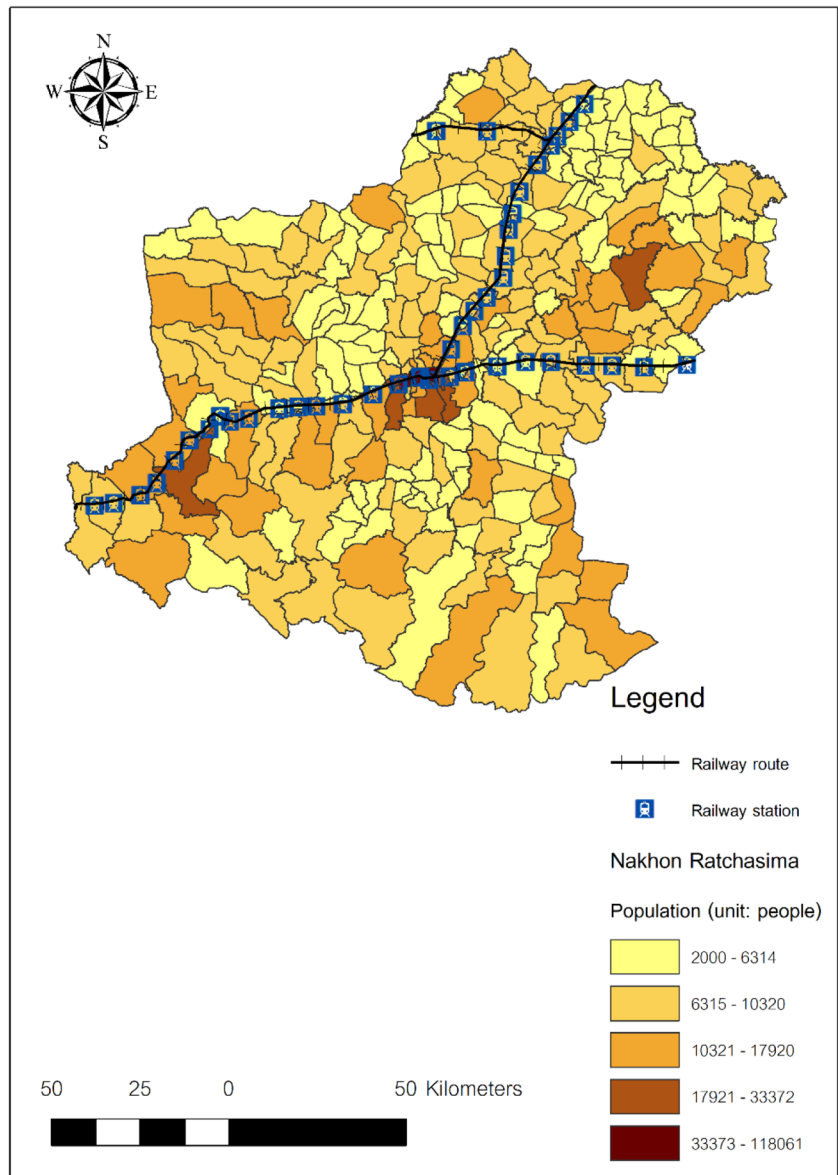 N
W E
S
Legend
Railway route
Railway station
Nakhon Ratchasima
Population (unit: people)
2000 - 6314
6315 - 10320
10321 - 17920
17921 - 33372
33373 - 118061
50 25 0 50 Kilometers